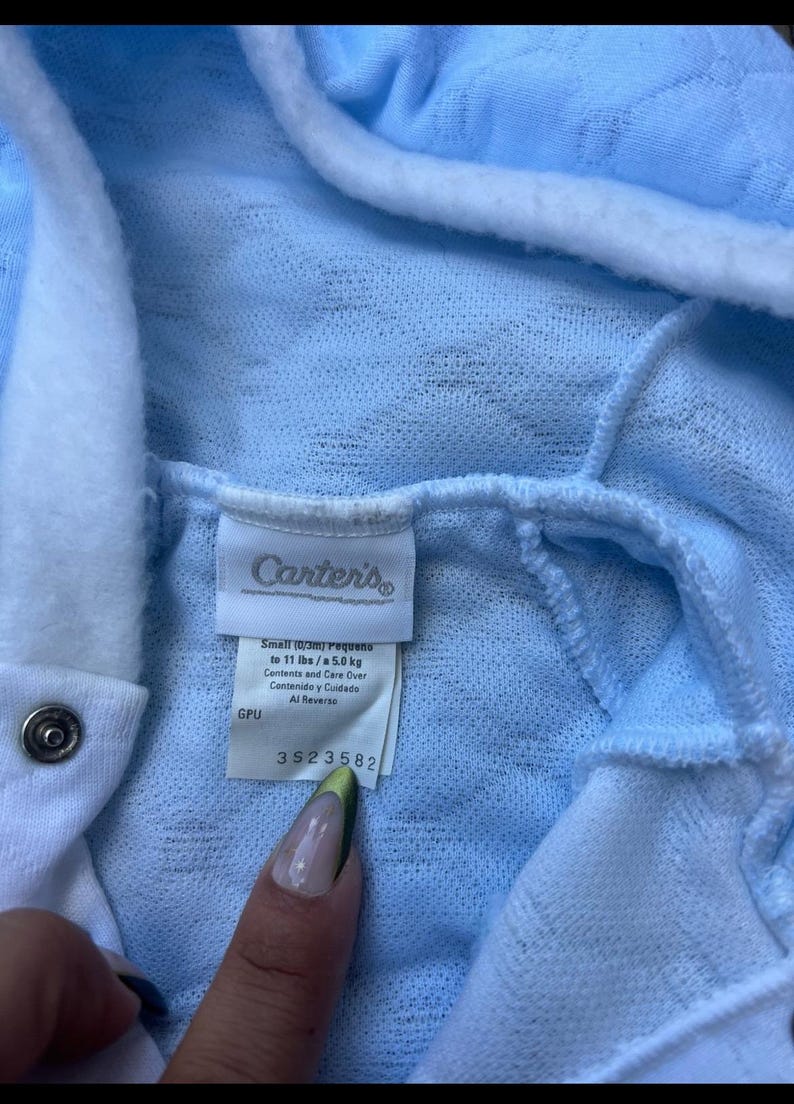 Carter's®
Small (0/3m) Pequeno
to 11 lbs / a 5.0 kg
Contents and Care Over
Contenido y Cuidado
Al Reverso
GPU
3S23582